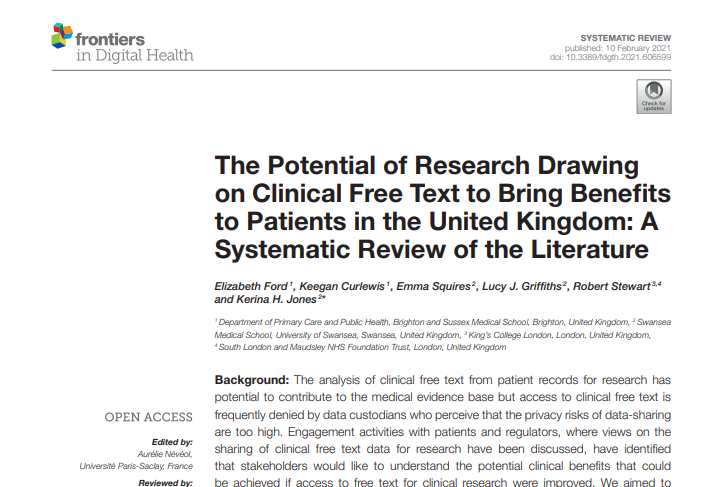 frontiers
in Digital Health
SYSTEMATIC REVIEW
published: 10 February 2021
doi: 10.3389/fdgth.2021.606599
Check for
updates
The Potential of Research Drawing
on Clinical Free Text to Bring Benefits
to Patients in the United Kingdom: A
Systematic Review of the Literature
Elizabeth Ford 1, Keegan Curlewis 1, Emma Squires 2, Lucy J. Griffiths 2, Robert Stewart 3,4
and Kerina H. Jones 2*
1 Department of Primary Care and Public Health, Brighton and Sussex Medical School, Brighton, United Kingdom, 2 Swansea
Medical School, University of Swansea, Swansea, United Kingdom, 3 King's College London, London, United Kingdom,
4 South London and Maudsley NHS Foundation Trust, London, United Kingdom
Background: The analysis of clinical free text from patient records for research has
potential to contribute to the medical evidence base but access to clinical free text is
frequently denied by data custodians who perceive that the privacy risks of data-sharing
are too high. Engagement activities with patients and regulators, where views on the
sharing of clinical free text data for research have been discussed, have identified
that stakeholders would like to understand the potential clinical benefits that could
be achieved if access to free text for clinical research were improved. We aimed to
OPEN ACCESS
Edited by:
Aurélie Névéol,
Université Paris-Saclay, France
Reviewed by: